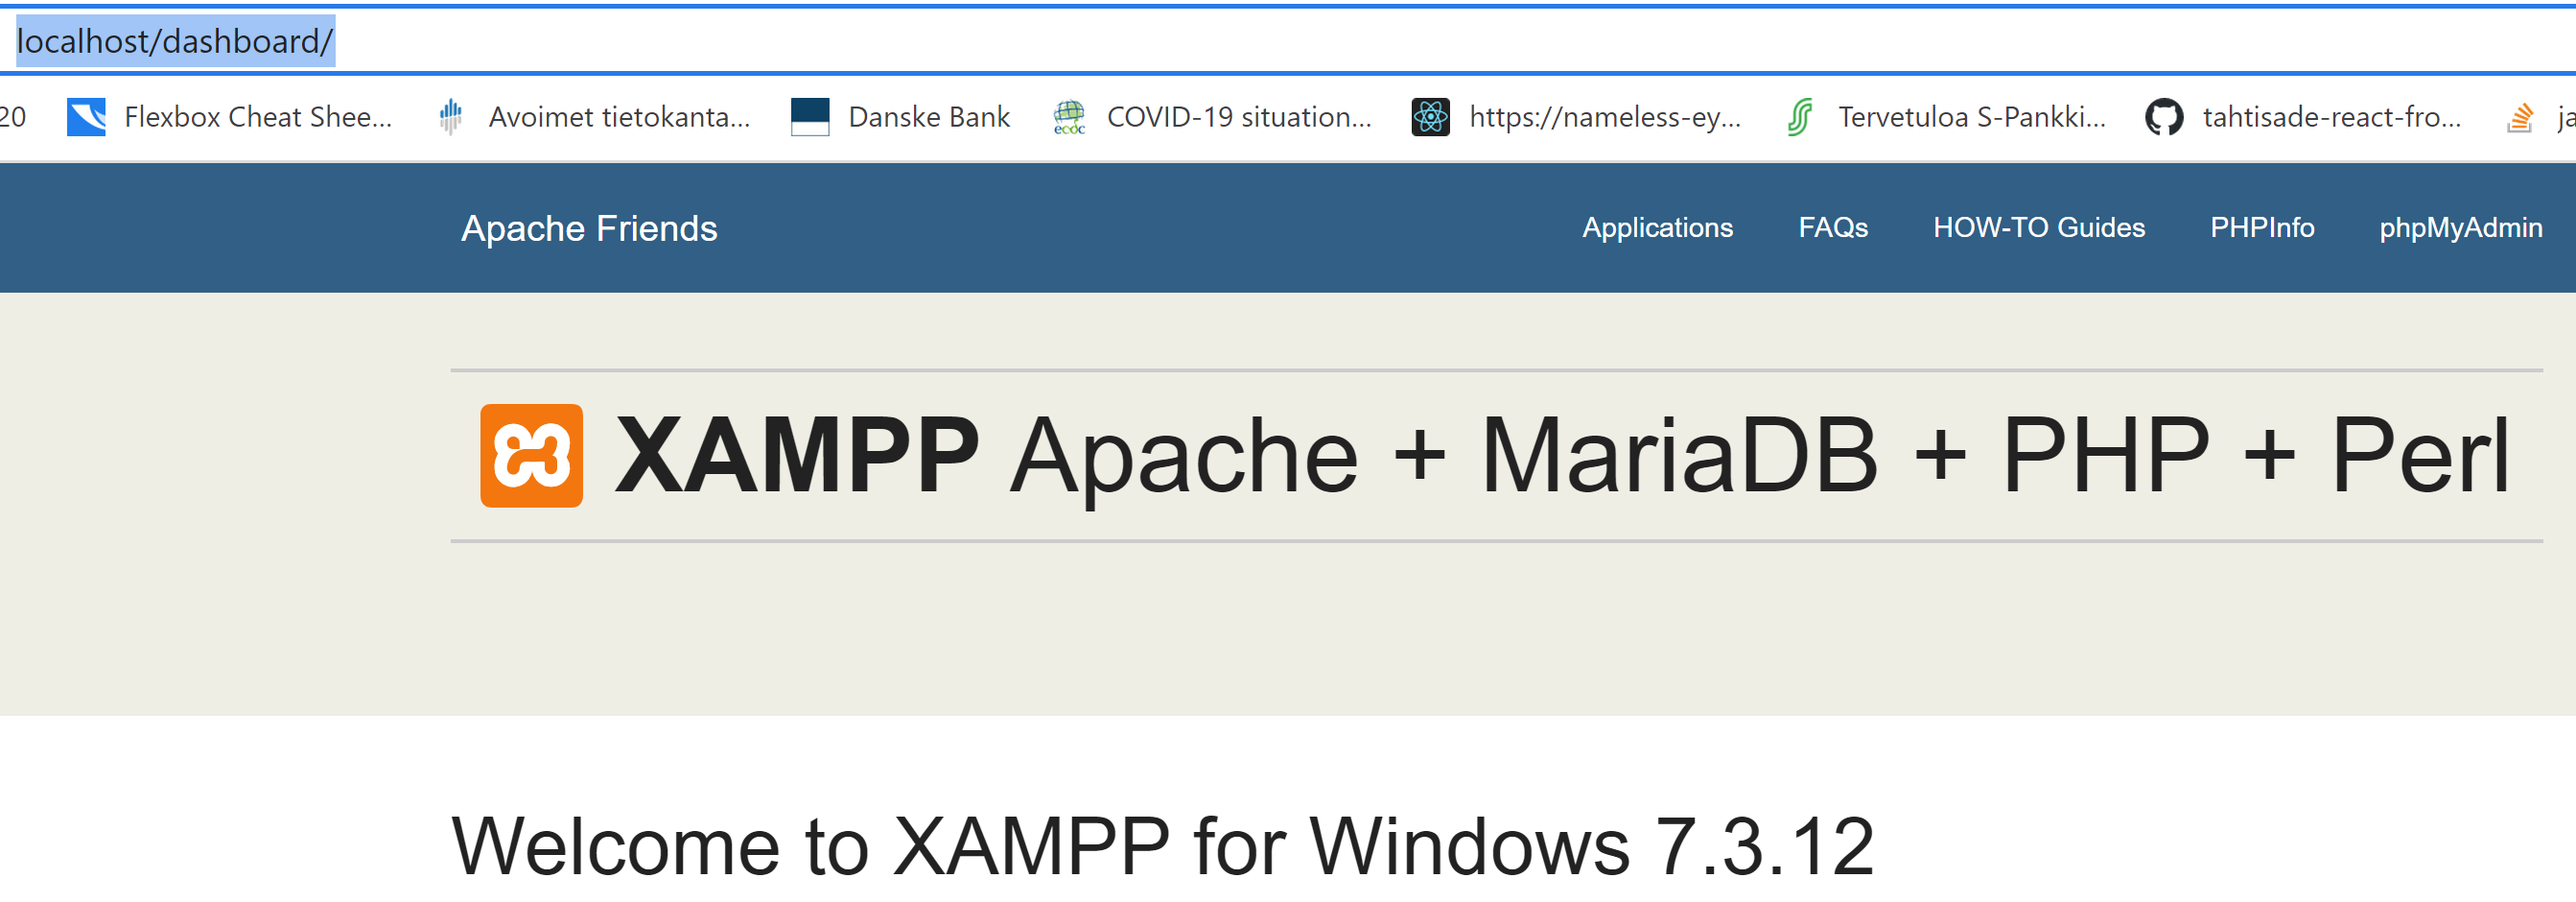 localhost/dashboard/
20 Flexbox Cheat Shee... Avoimet tietokanta... Danske Bank ecdc COVID-19 situation... https://nameless-ey... Tervetuloa S-Pankki... tahtisade-react-fro... ja
Apache Friends Applications FAQs HOW-TO Guides PHPInfo phpMyAdmin
XAMPP Apache + MariaDB + PHP + Perl
Welcome to XAMPP for Windows 7.3.12